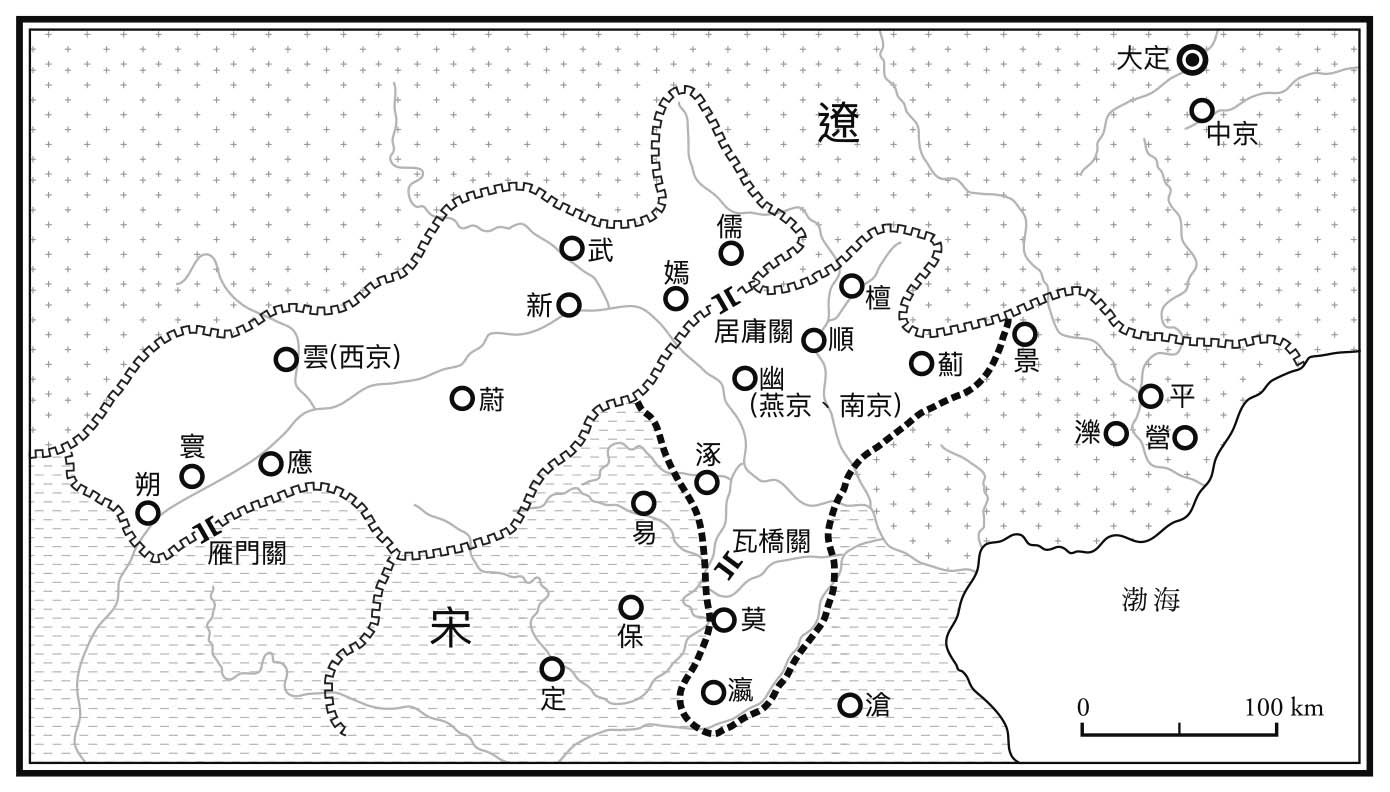 大定
中京
遼
儒
武
嬀
檀
新
居庸關
順
景
雲(西京)
薊
幽
(燕京、南京)
平
蔚
灤
營
寰
應
涿
朔
易
雁門關
瓦橋關
渤海
宋
保
莫
定
瀛
滄
0
100 km